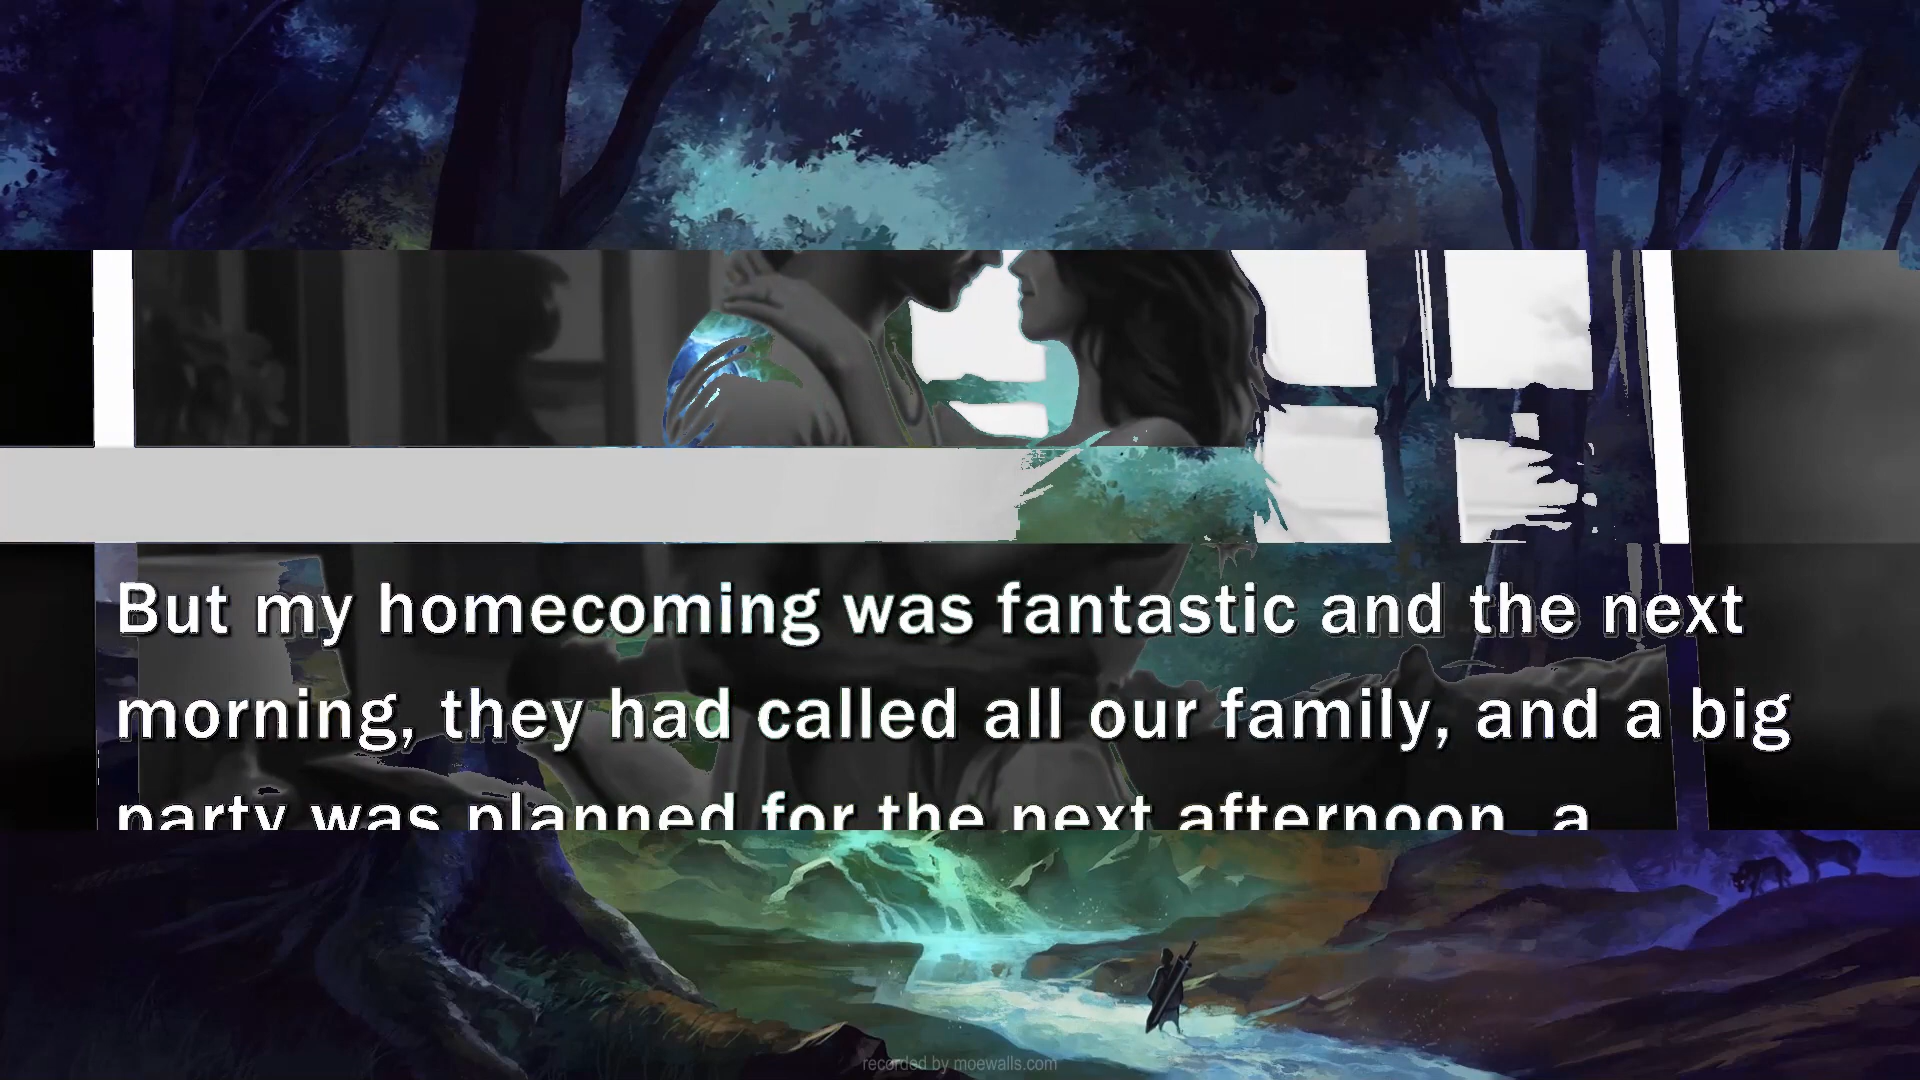 But my homecoming was fantastic and the next
morning, they had called all our family, and a big
party was planned for the next afternoon, a
recorded by moewalls.com